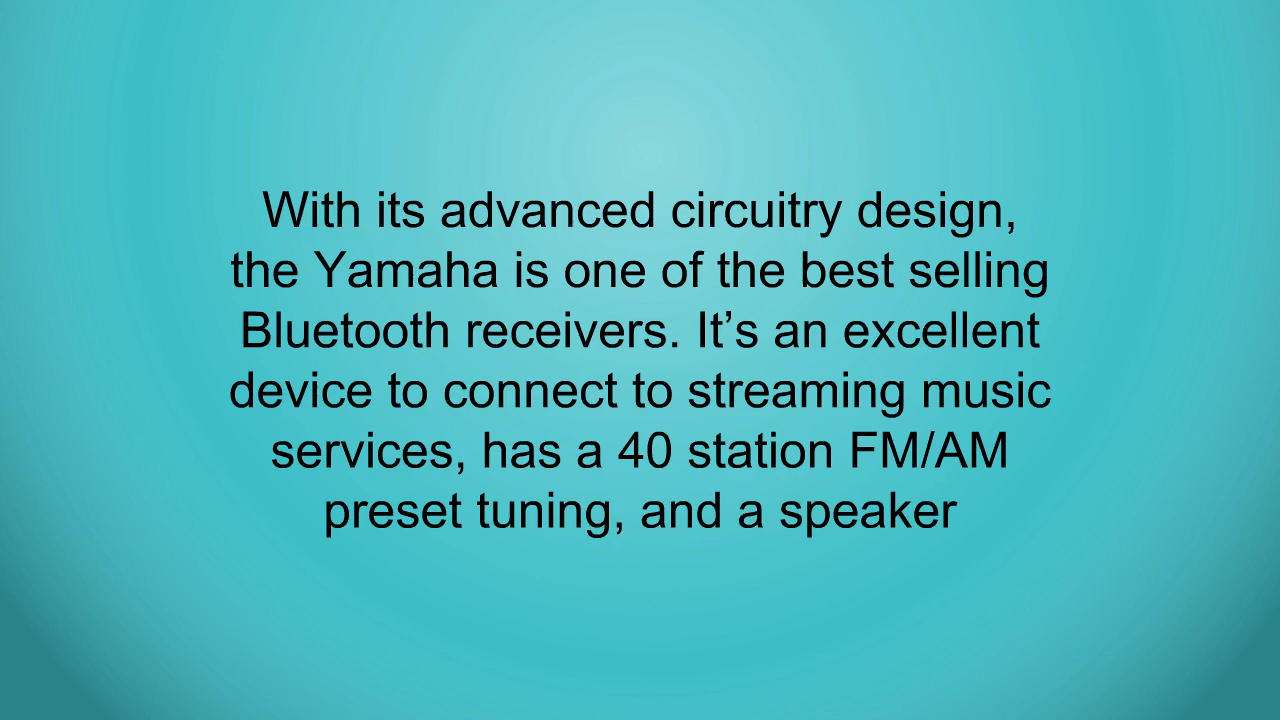 With its advanced circuitry design,
the Yamaha is one of the best selling
Bluetooth receivers. It’s an excellent
device to connect to streaming music
services, has a 40 station FM/AM
preset tuning, and a speaker